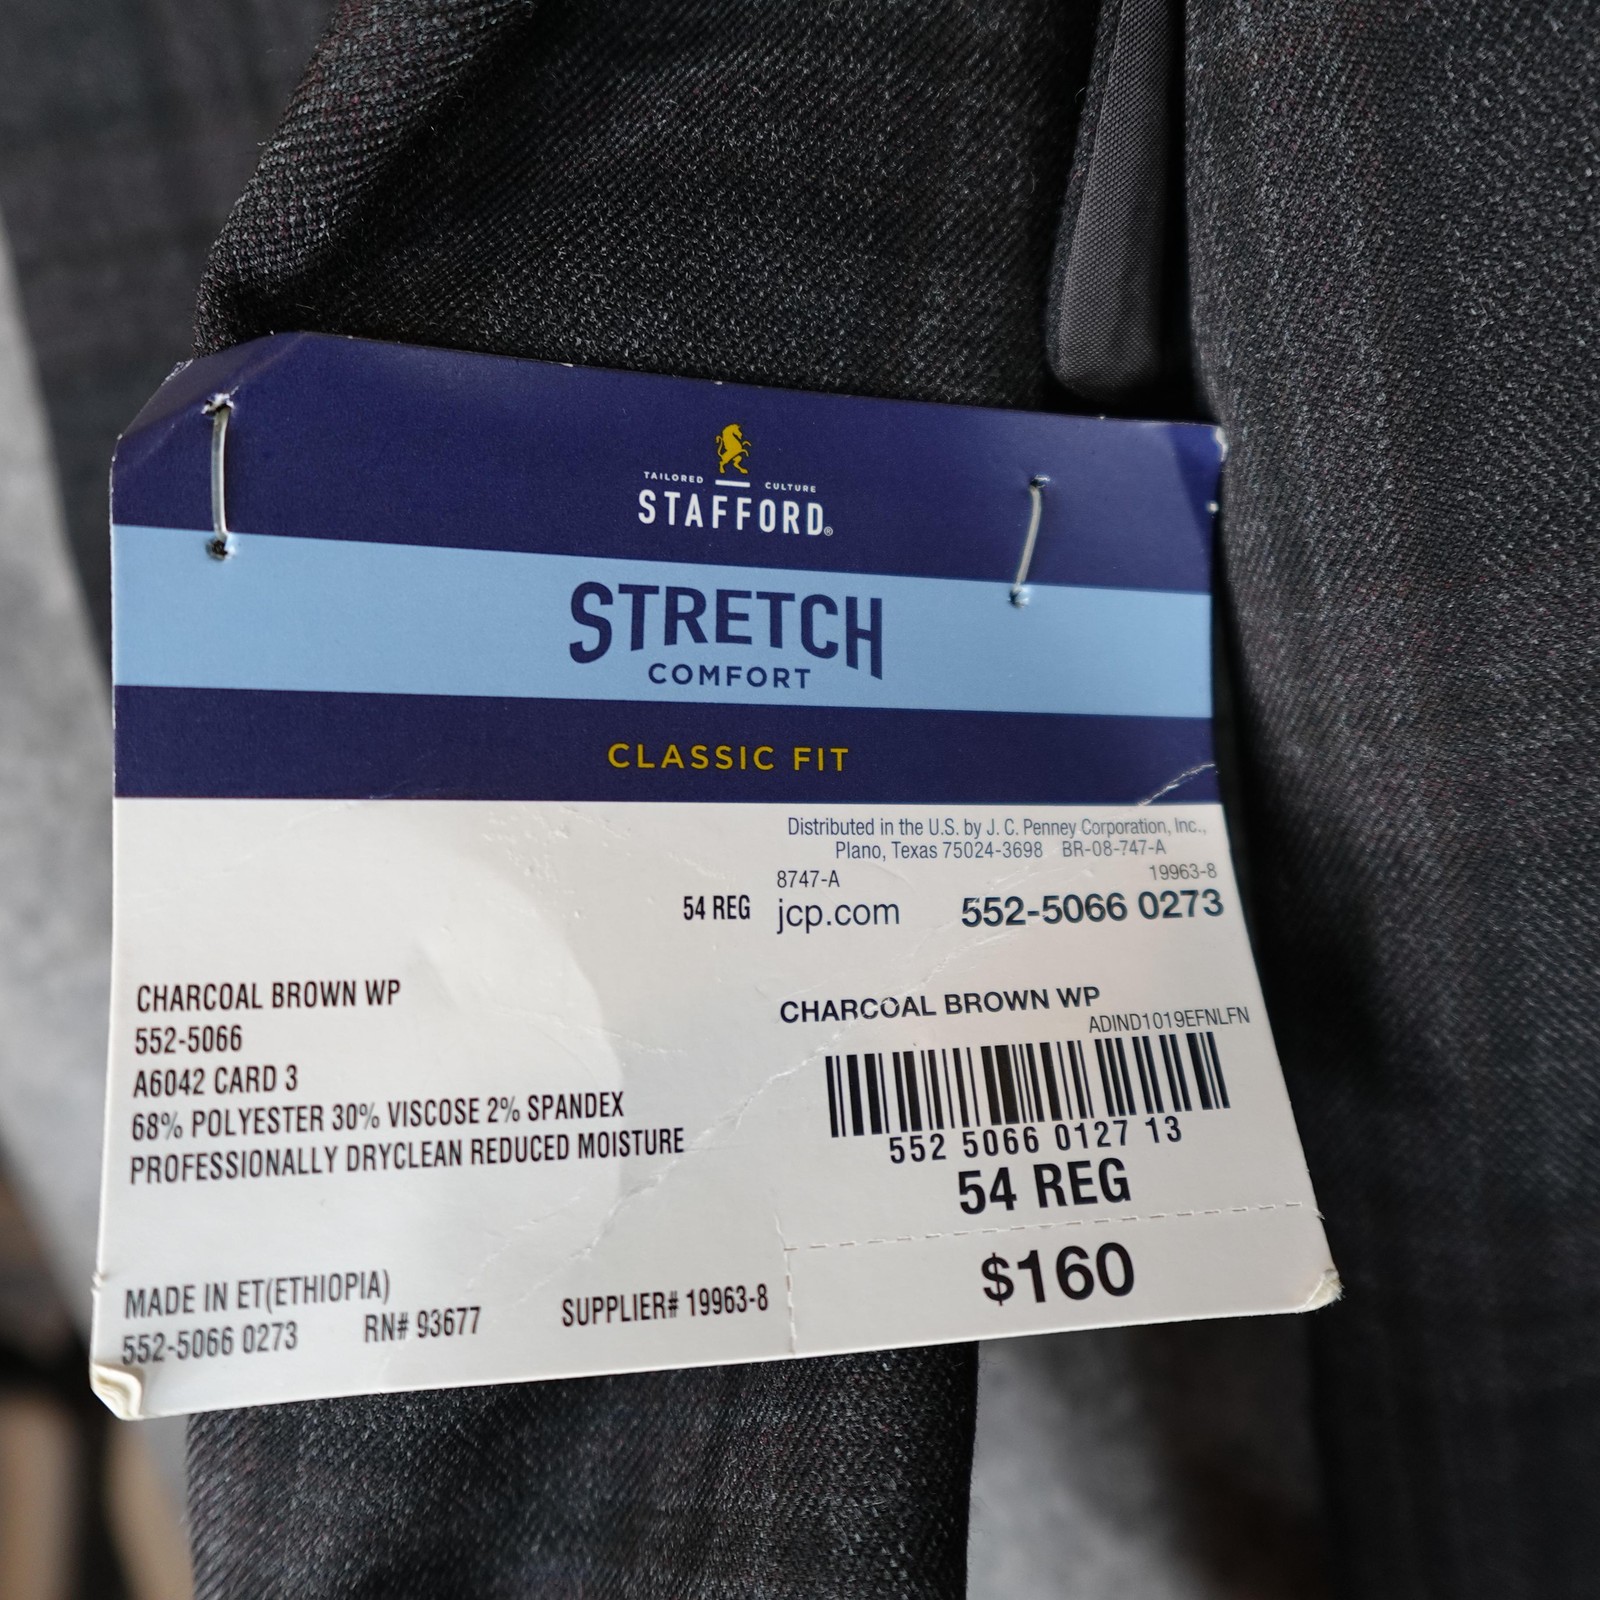 TAILORED CULTURE
STAFFORD®
STRETCH
COMFORT
CLASSIC FIT
Distributed in the U.S. by J. C. Penney Corporation, Inc.,
Plano, Texas 75024-3698 BR-08-747-A
8747-A 19963-8
54 REG jcp.com 552-5066 0273
CHARCOAL BROWN WP
552-5066
A6042 CARD 3
68% POLYESTER 30% VISCOSE 2% SPANDEX
PROFESSIONALLY DRYCLEAN REDUCED MOISTURE
MADE IN ET(ETHIOPIA)
552-5066 0273 RN# 93677 SUPPLIER# 19963-8
CHARCOAL BROWN WP
ADIND1019EFNLFN
552 5066 0127 13
54 REG
$160